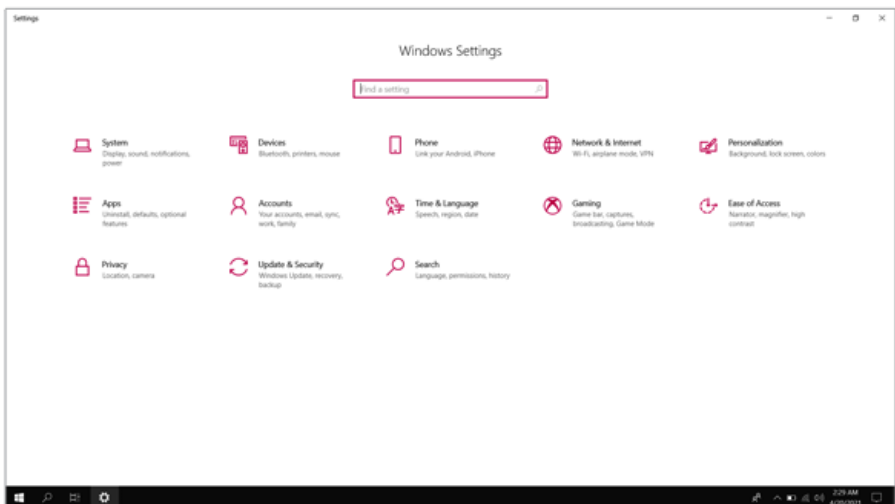 Settings
Windows Settings
Find a setting
System
Display, sound, notifications,
power
Devices
Bluetooth, printers, mouse
Phone
Link your Android, iPhone
Network & Internet
Wi-Fi, airplane mode, VPN
Personalization
Background, lock screen, colors
Apps
Uninstall, defaults, optional
features
Accounts
Your accounts, email, sync,
work, family
Time & Language
Speech, region, date
Gaming
Game bar, captures,
broadcasting, Game Mode
Ease of Access
Narrator, magnifier, high
contrast
Privacy
Location, camera
Update & Security
Windows Update, recovery,
backup
Search
Language, permissions, history
2:29 AM